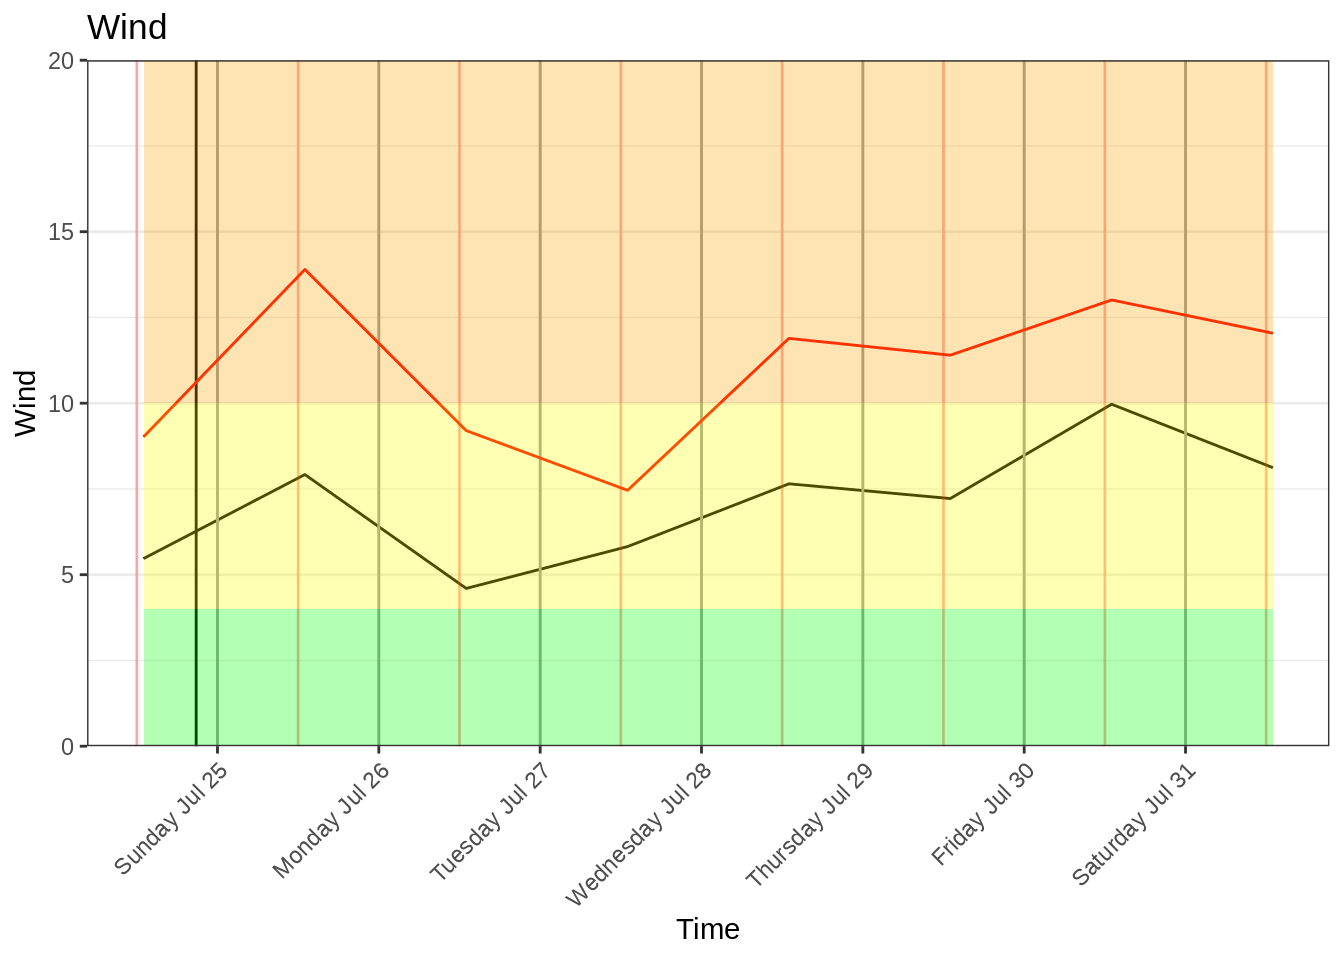 Wind
20
15
10
5
0
Wind
Sunday Jul 25
Monday Jul 26
Tuesday Jul 27
Wednesday Jul 28
Thursday Jul 29
Friday Jul 30
Saturday Jul 31
Time